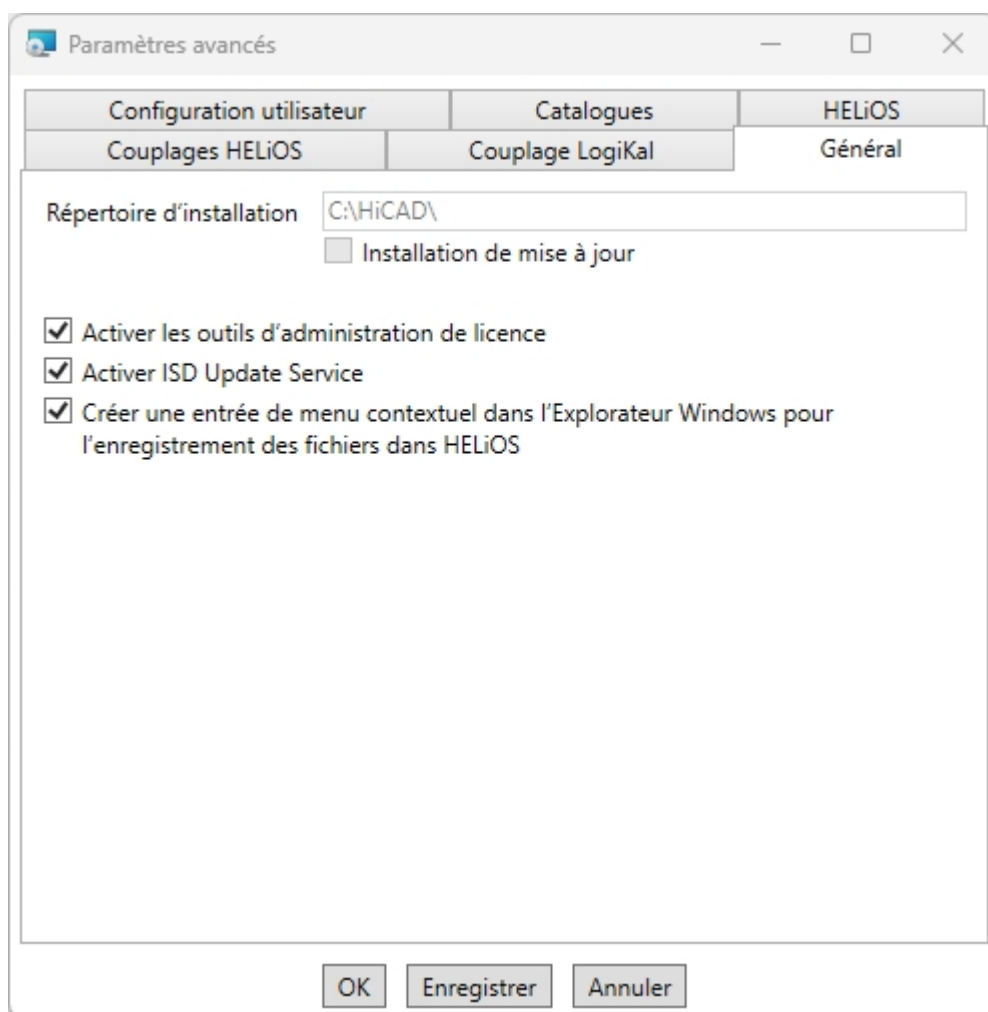 Paramètres avancés
Configuration utilisateur Catalogues HELiOS
Couplages HELiOS Couplage LogiKal Général
Répertoire d’installation C:\HiCAD\
Installation de mise à jour
Activer les outils d’administration de licence
Activer ISD Update Service
Créer une entrée de menu contextuel dans l’Explorateur Windows pour
l’enregistrement des fichiers dans HELiOS
OK Enregistrer Annuler